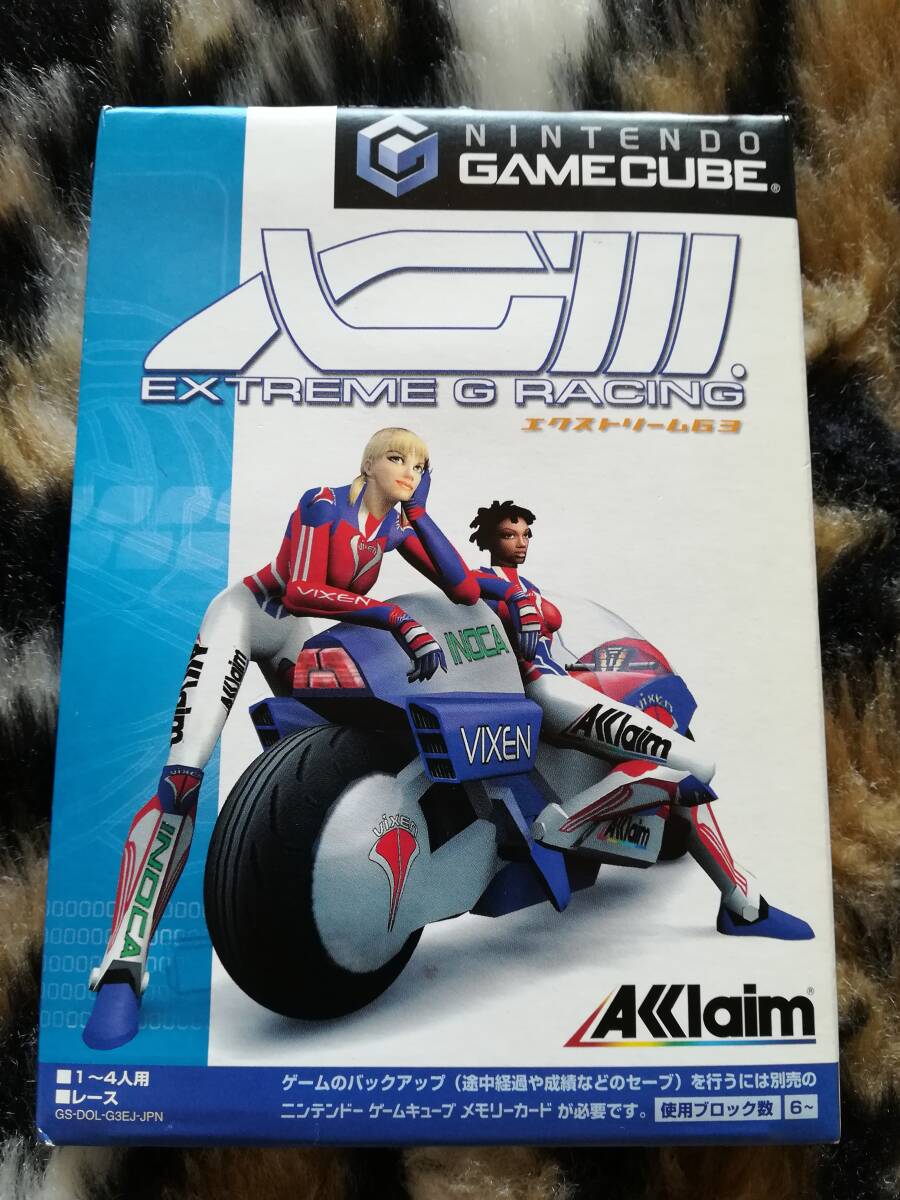 NINTENDO
GAMECUBE®
XGIII.
EXTREME G RACING
エクストリームG3
VIXEN
VIXEN
INOCA
VIXEN
Acclaim
Acclaim
Acclaim
VIXEN
VIXEN
VIXEN
INOCA
Acclaim
Acclaim®
■1〜4人用
■レース
GS-DOL-G3EJ-JPN
ゲームのバックアップ（途中経過や成績などのセーブ）を行うには別売の
ニンテンドー ゲームキューブ メモリーカード が必要です。 使用ブロック数 6〜